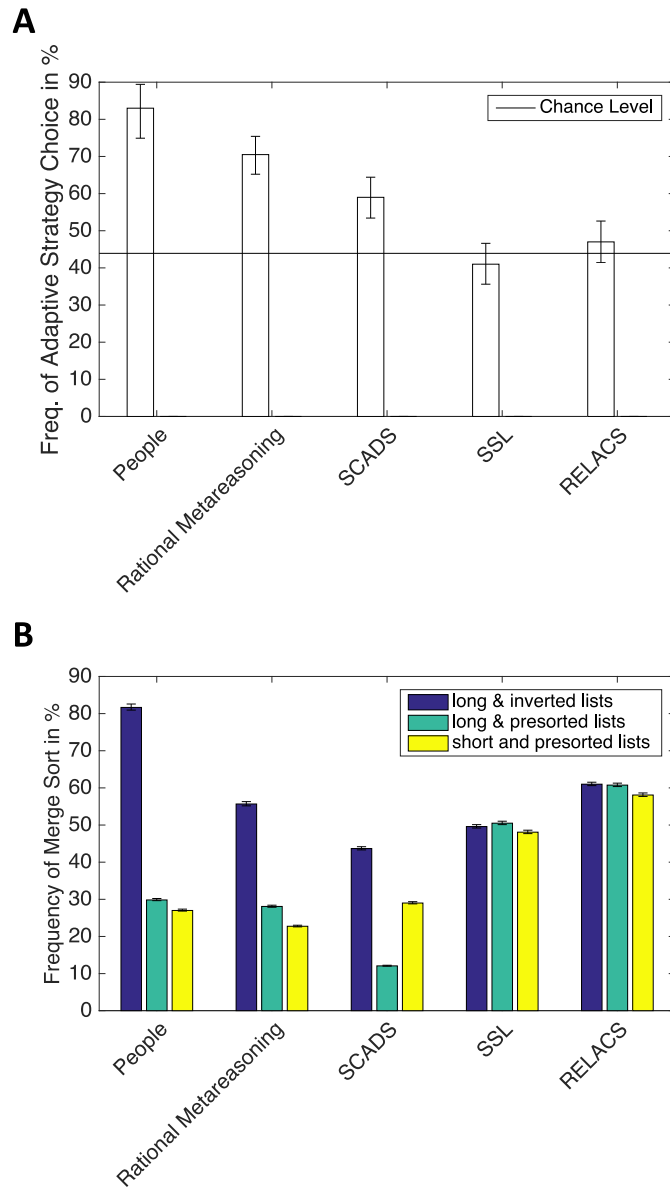 A
Freq. of Adaptive Strategy Choice in %
90
80
70
60
50
40
30
20
10
0
Chance Level
People
Rational Metareasoning
SCADS
SSL
RELACS
B
Frequency of Merge Sort in %
90
80
70
60
50
40
30
20
10
0
long & inverted lists
long & presorted lists
short and presorted lists
People
Rational Metareasoning
SCADS
SSL
RELACS